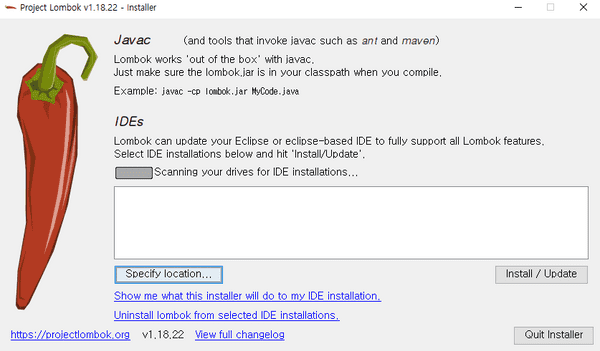 Project Lombok v1.18.22 - Installer
Javac (and tools that invoke javac such as ant and maven)
Lombok works 'out of the box' with javac.
Just make sure the lombok.jar is in your classpath when you compile.
Example: javac -cp lombok.jar MyCode.java
IDEs
Lombok can update your Eclipse or eclipse-based IDE to fully support all Lombok features.
Select IDE installations below and hit 'Install/Update'.
Scanning your drives for IDE installations...
Specify location... Install / Update
Show me what this installer will do to my IDE installation.
Uninstall lombok from selected IDE installations.
https://projectlombok.org v1.18.22 View full changelog Quit Installer